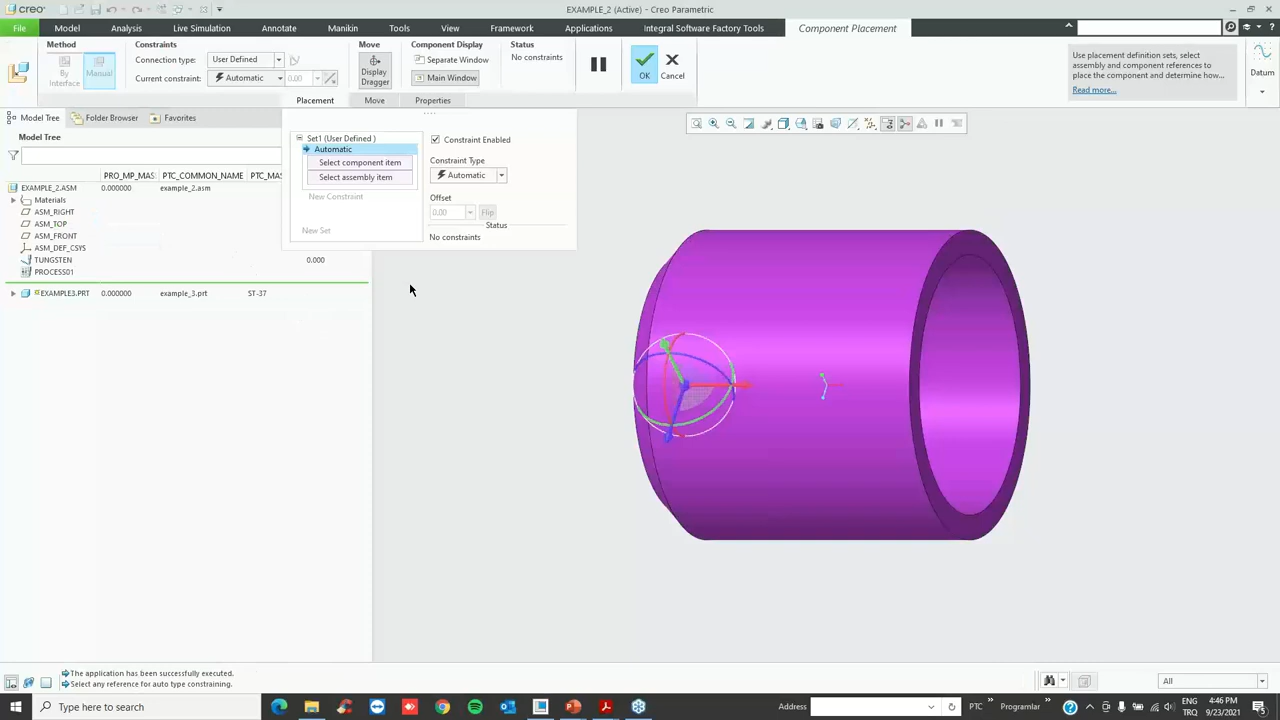 creo
EXAMPLE_2 (Active) - Creo Parametric
File Model Analysis Live Simulation Annotate Manikin Tools View Framework Applications Integral Software Factory Tools Component Placement
Method Constraints Move Component Display Status
Connection type: User Defined
Separate Window
No constraints
By Interface
Manual
Current constraint: Automatic 0.00
Display Dragger
Main Window
OK Cancel
Use placement definition sets, select assembly and component references to place the component and determine how...
Read more...
Datum
Placement Move Properties
Model Tree Folder Browser Favorites
Model Tree
PRO_MP_MAS PTC_COMMON_NAME PTC_MAS
EXAMPLE_2.ASM 0.000000 example_2.asm
Materials
ASM_RIGHT
ASM_TOP
ASM_FRONT
ASM_DEF_CSYS
TUNGSTEN 0.000
PROCESS01
EXAMPLE3.PRT 0.000000 example_3.prt ST-37
Set1 (User Defined )
Automatic
Select component item
Select assembly item
New Constraint
New Set
Constraint Enabled
Constraint Type
Automatic
Offset
0.00 Flip
Status
No constraints
The application has been successfully executed.
Select any reference for auto type constraining.
All
Type here to search
Address
PTC
Programlar
ENG
TRQ
4:46 PM
9/23/2021